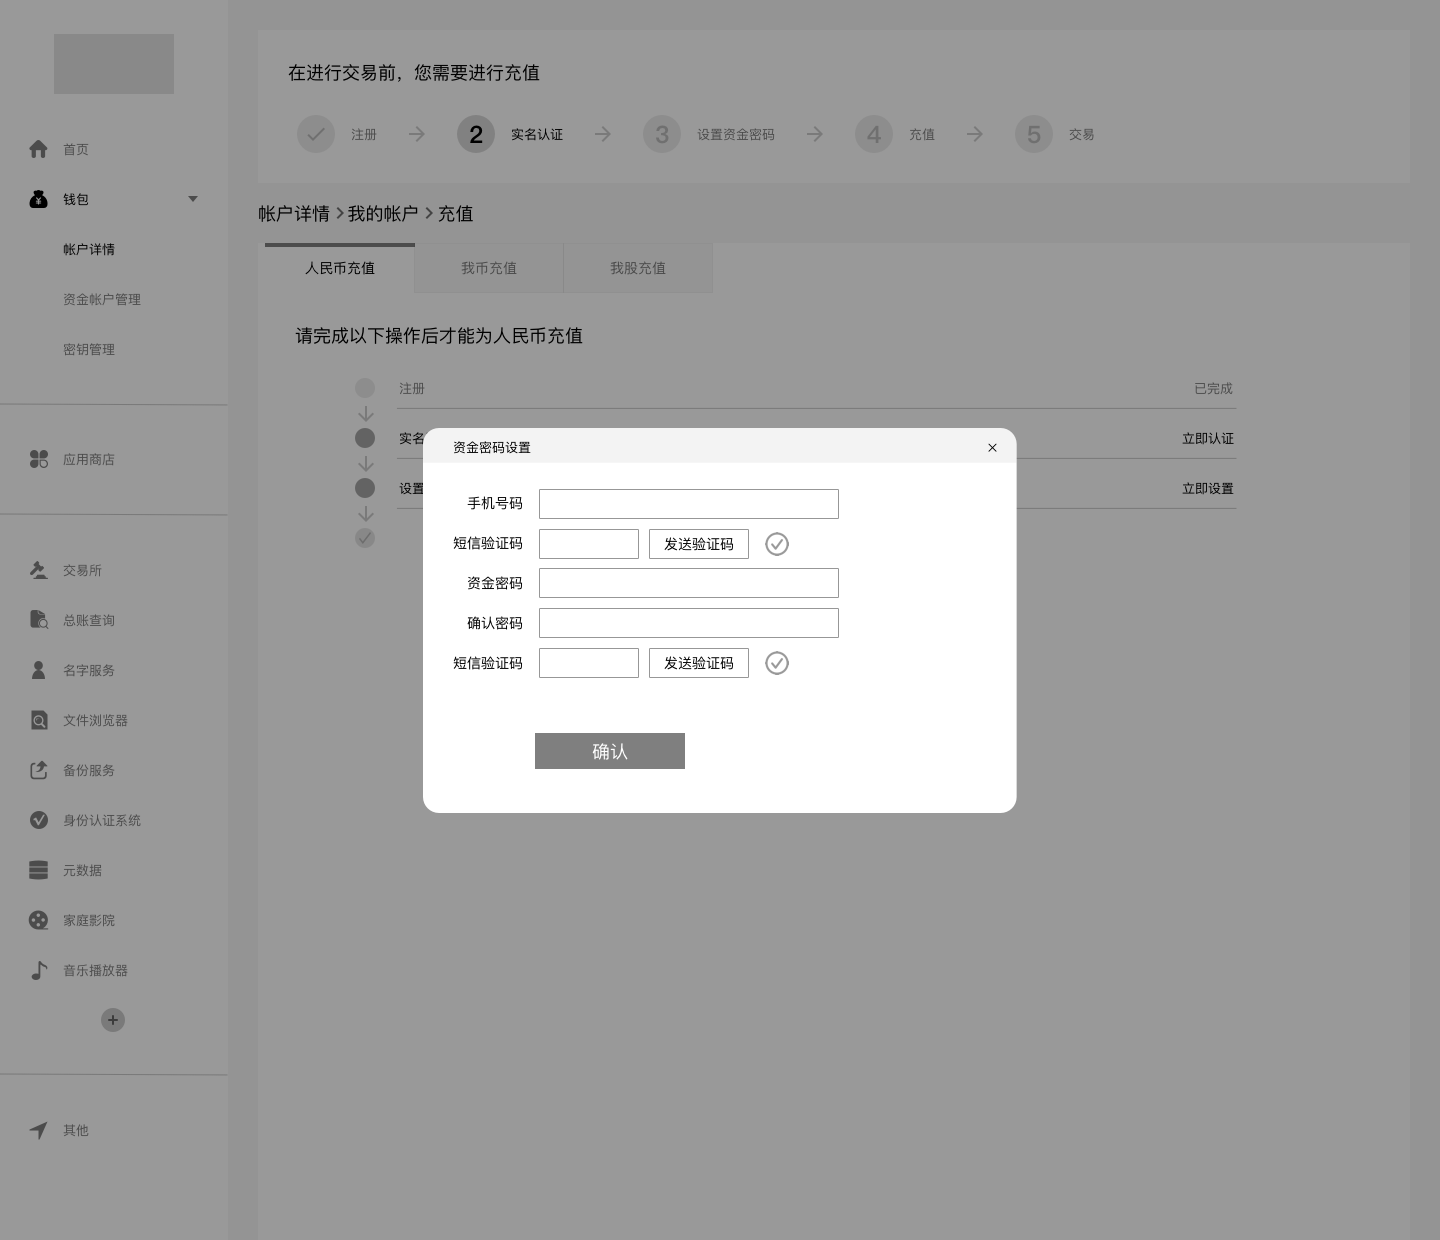 在进行交易前，您需要进行充值
注册
2 实名认证
3 设置资金密码
4 充值
5 交易
首页
钱包
帐户详情
资金帐户管理
密钥管理
应用商店
交易所
总账查询
名字服务
文件浏览器
备份服务
身份认证系统
元数据
家庭影院
音乐播放器
其他
帐户详情 > 我的帐户 > 充值
人民币充值 我币充值 我股充值
请完成以下操作后才能为人民币充值
注册 已完成
实名 立即认证
设置 立即设置
资金密码设置 ×
手机号码
短信验证码 发送验证码
资金密码
确认密码
短信验证码 发送验证码
确认